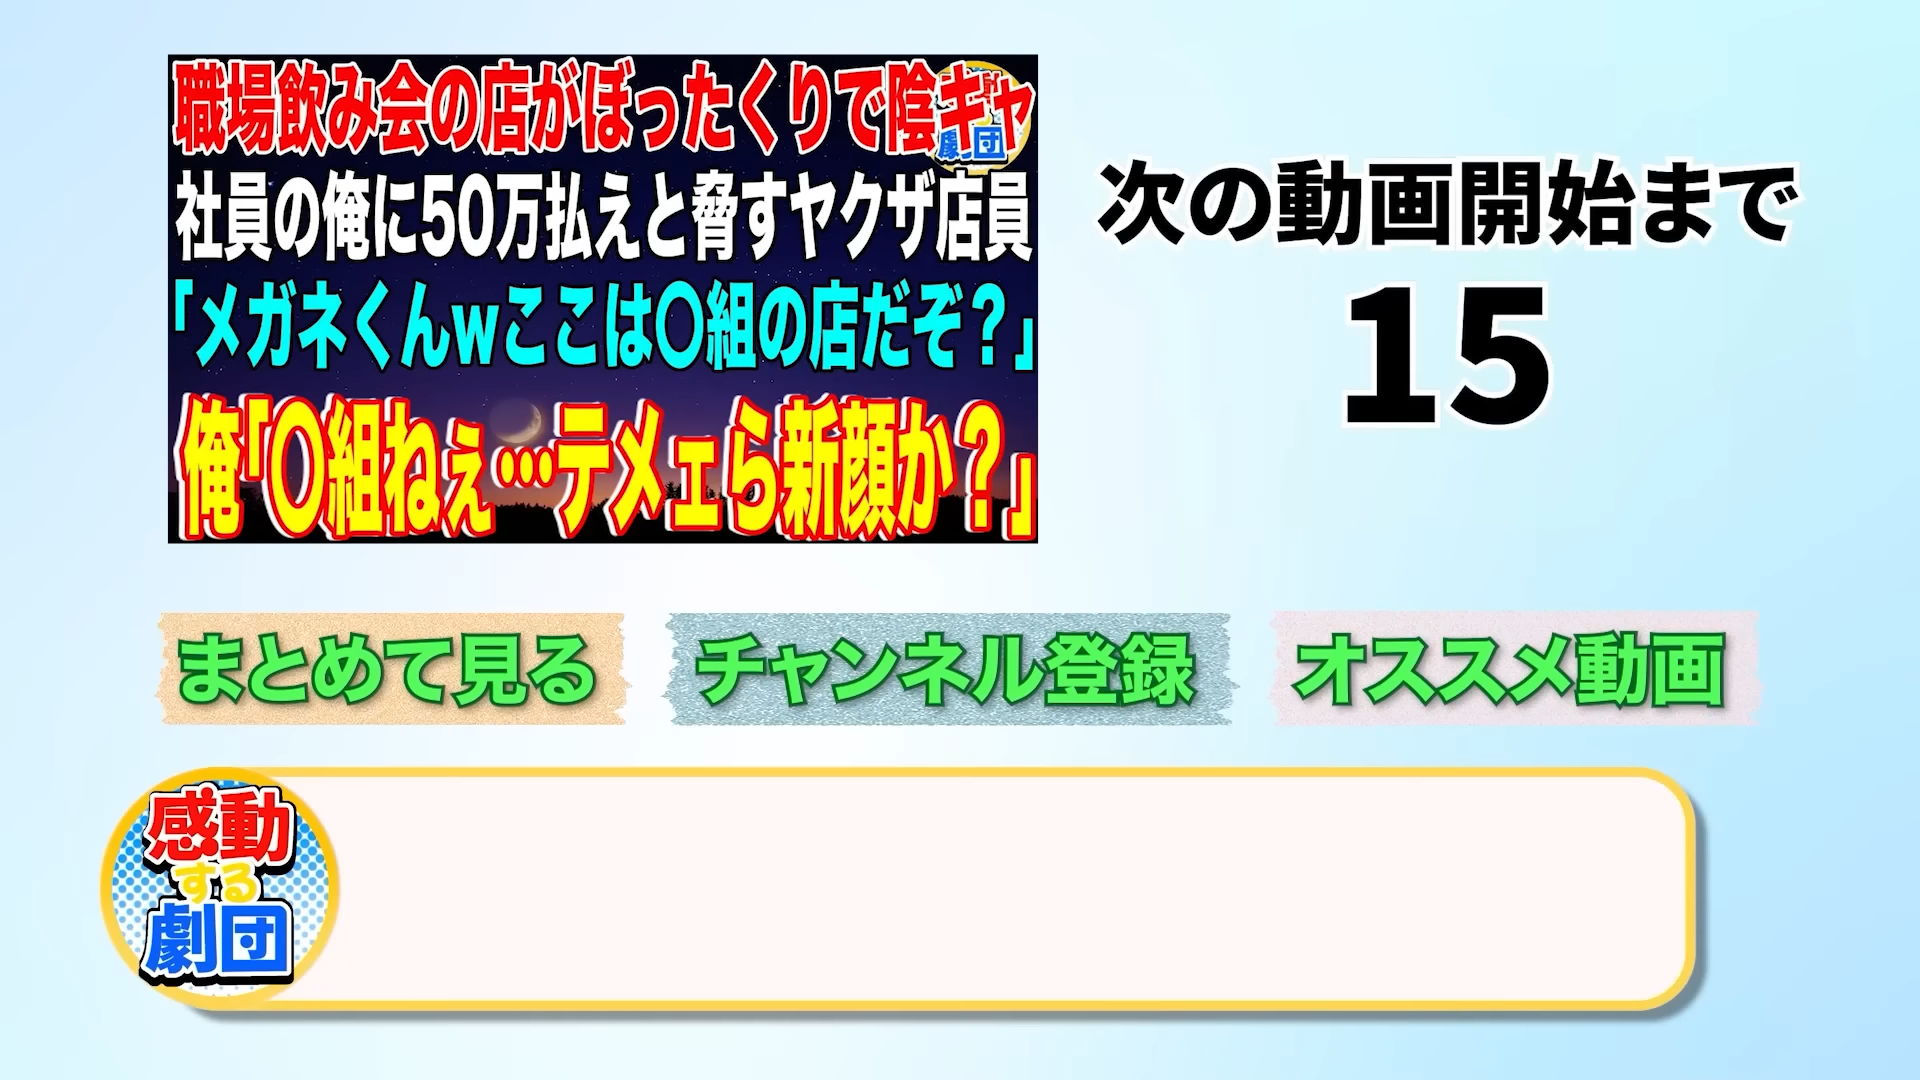 職場飲み会の店がぼったくりで陰キャ
社員の俺に50万払えと脅すヤクザ店員
「メガネくんwここは〇組の店だぞ？」
俺「〇組ねぇ…テメェら新顔か？」
次の動画開始まで
15
まとめて見る
チャンネル登録
オススメ動画
感動
する
劇団